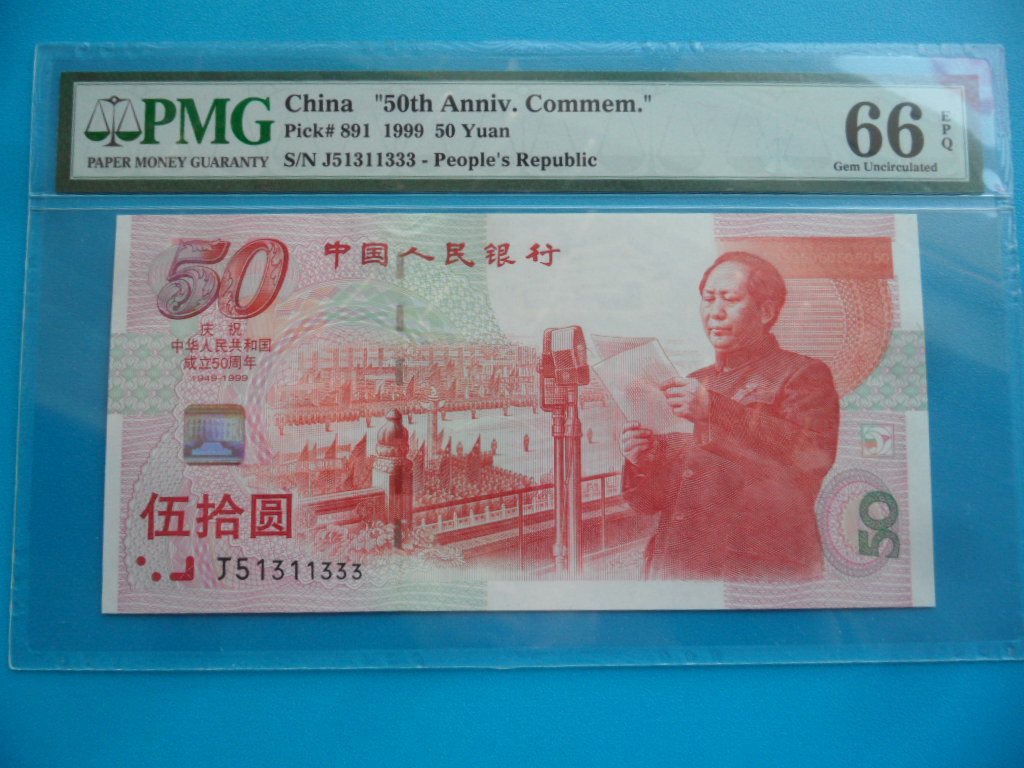 PMG
PAPER MONEY GUARANTY
China "50th Anniv. Commem."
Pick# 891 1999 50 Yuan
S/N J51311333 - People's Republic
66
EPQ
Gem Uncirculated
50
中国人民银行
庆祝
中华人民共和国
成立50周年
1949-1999
伍拾圆
J51311333
50